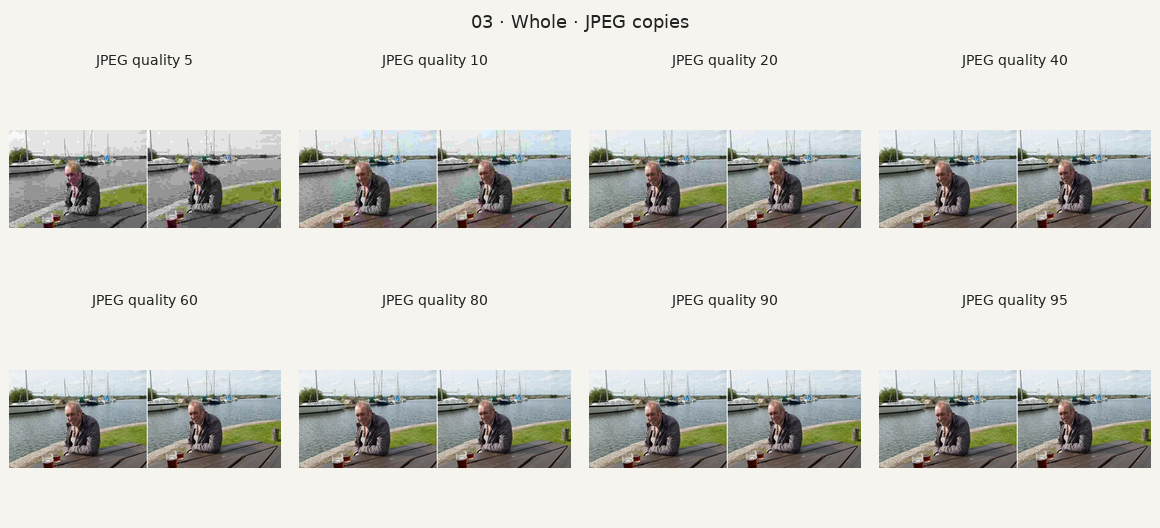 03 · Whole · JPEG copies
JPEG quality 5
JPEG quality 10
JPEG quality 20
JPEG quality 40
JPEG quality 60
JPEG quality 80
JPEG quality 90
JPEG quality 95